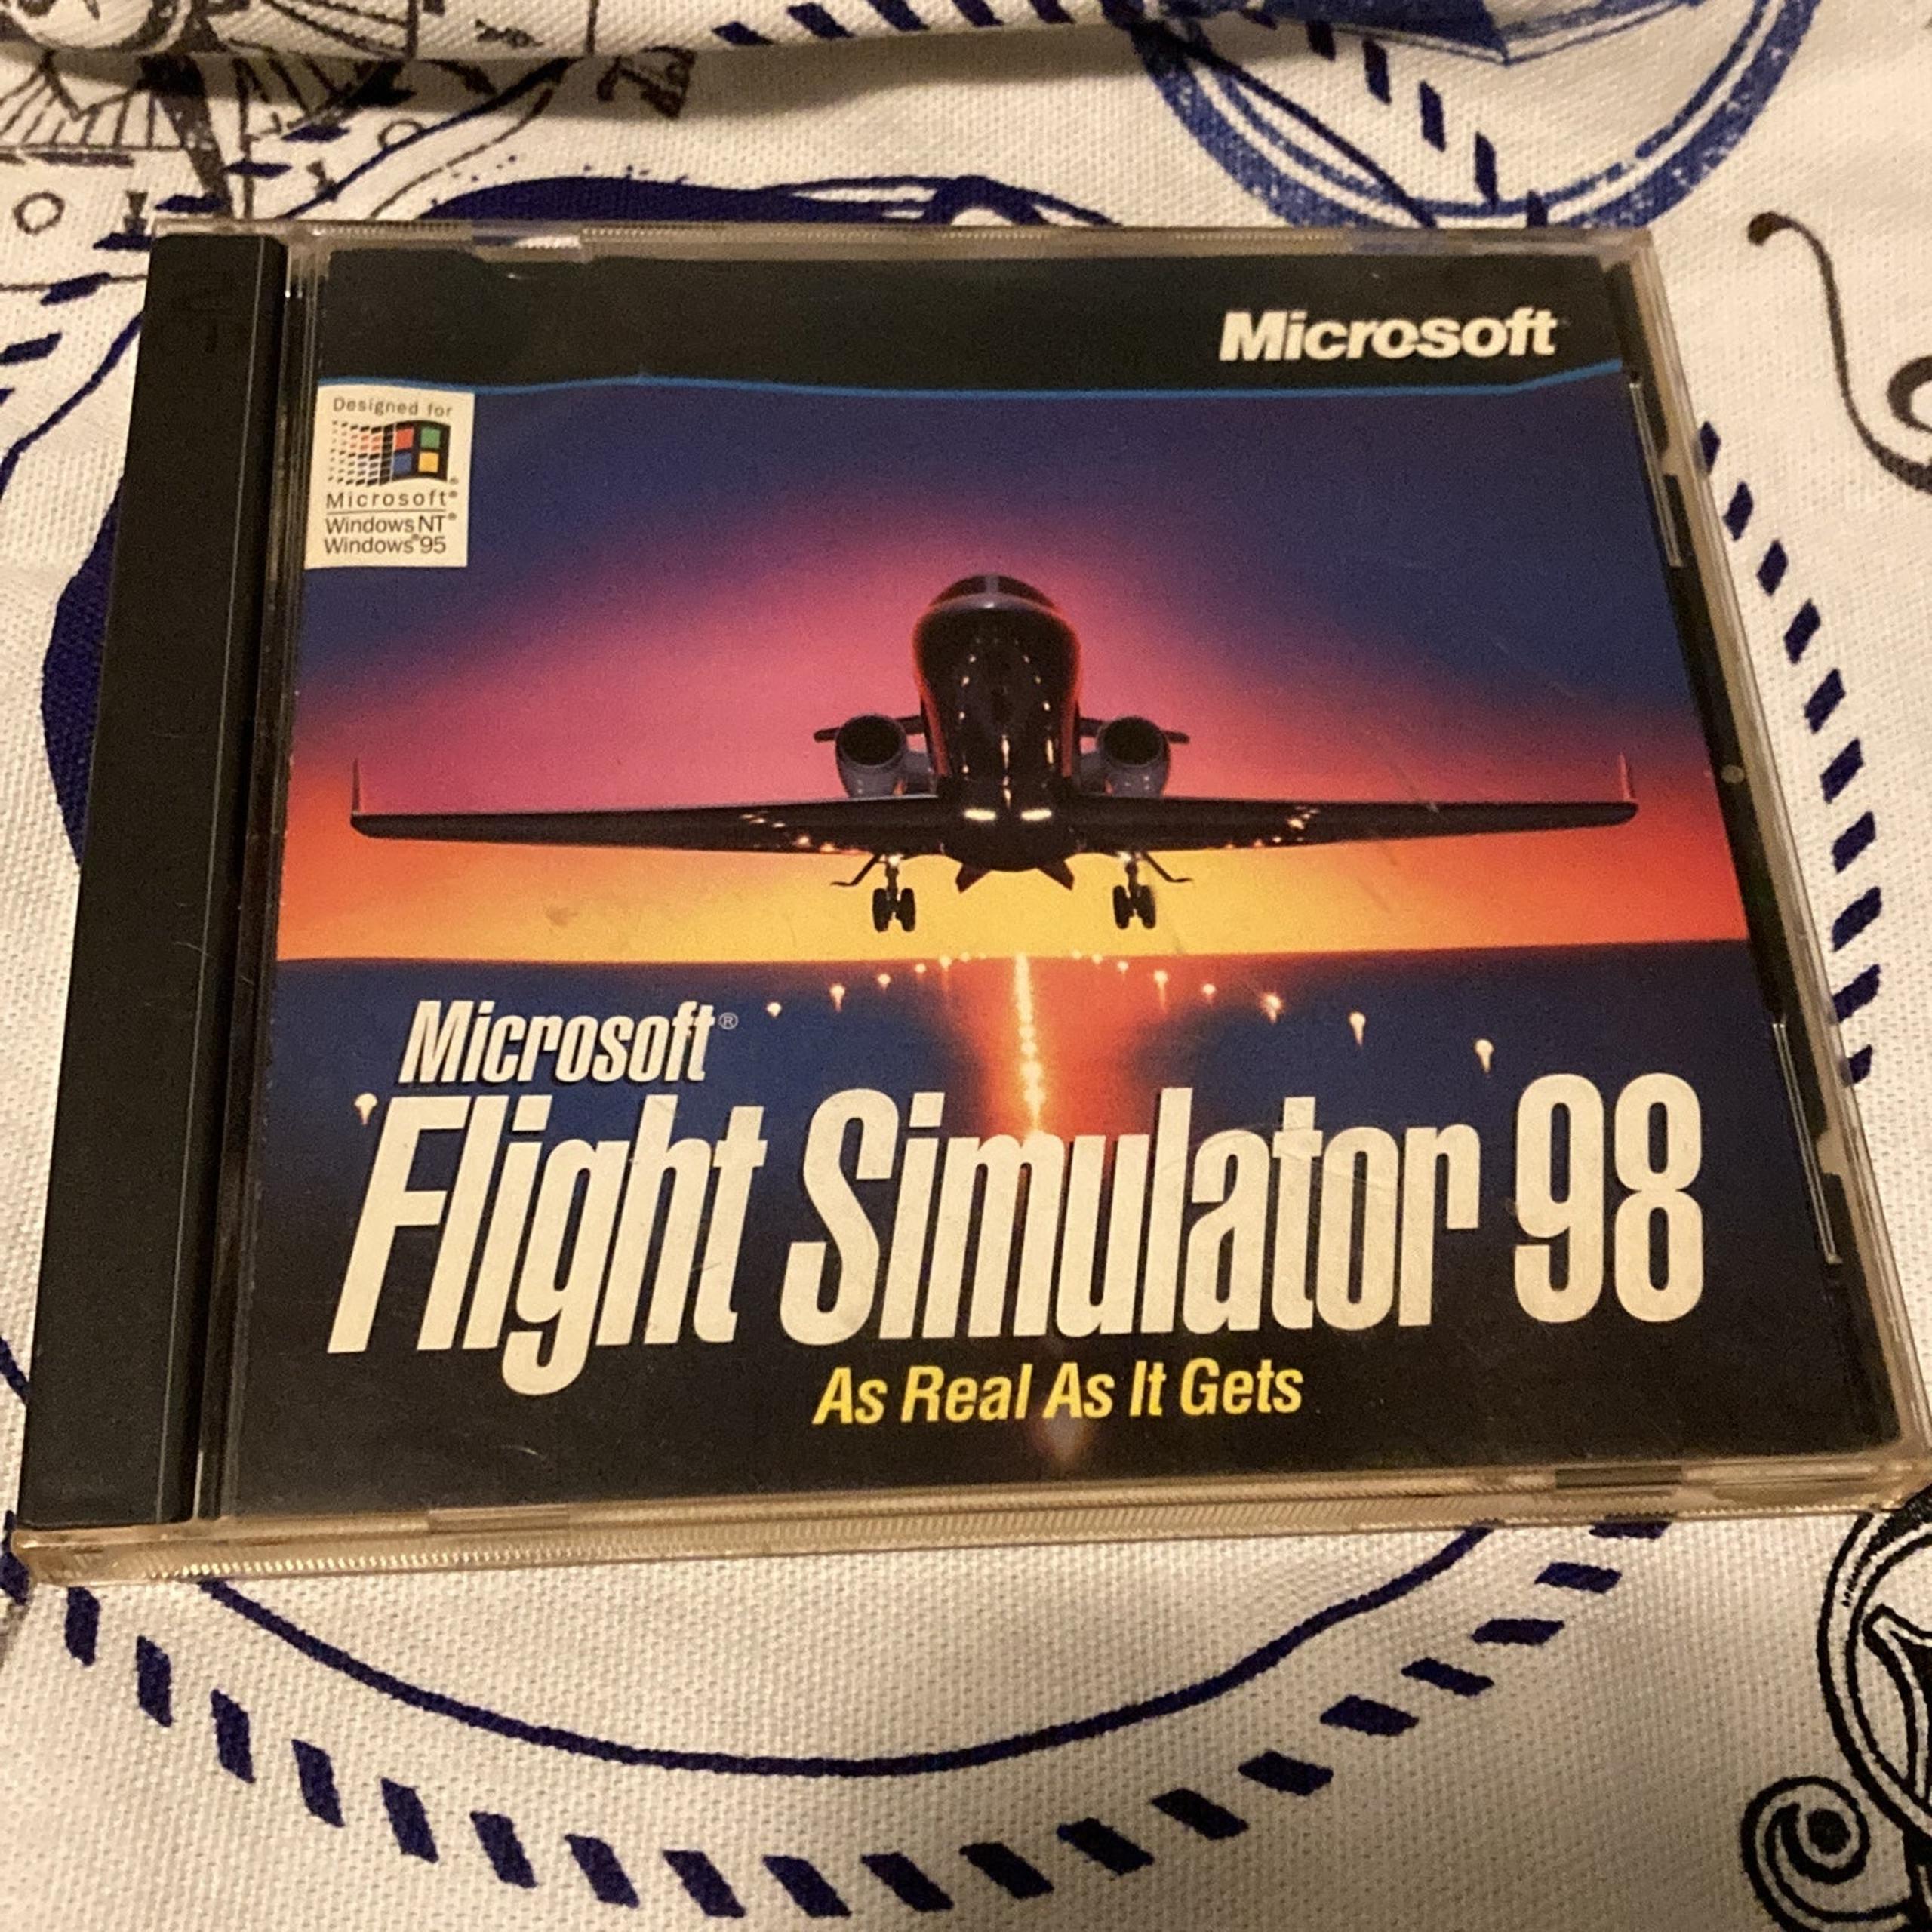 Microsoft
Designed for
Microsoft®
Windows NT®
Windows®95
Microsoft®
Flight Simulator 98
As Real As It Gets